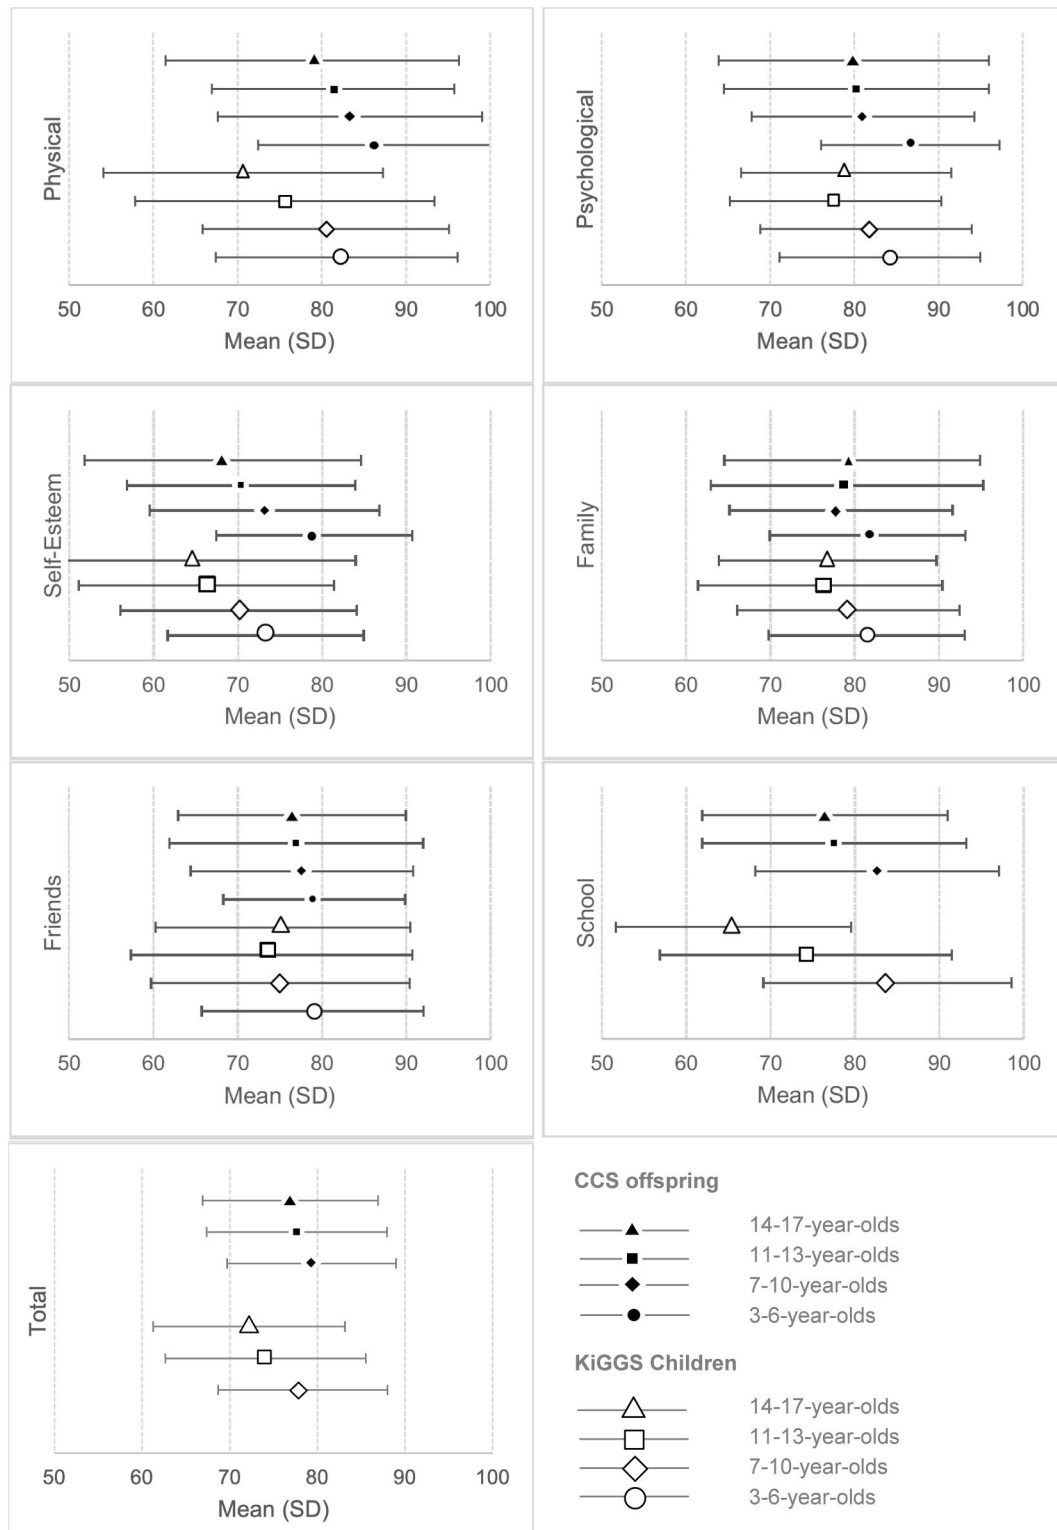 Physical
50 60 70 80 90 100
Mean (SD)
Psychological
50 60 70 80 90 100
Mean (SD)
Self-Esteem
50 60 70 80 90 100
Mean (SD)
Family
50 60 70 80 90 100
Mean (SD)
Friends
50 60 70 80 90 100
Mean (SD)
School
50 60 70 80 90 100
Mean (SD)
Total
50 60 70 80 90 100
Mean (SD)
CCS offspring
14-17-year-olds
11-13-year-olds
7-10-year-olds
3-6-year-olds
KiGGS Children
14-17-year-olds
11-13-year-olds
7-10-year-olds
3-6-year-olds